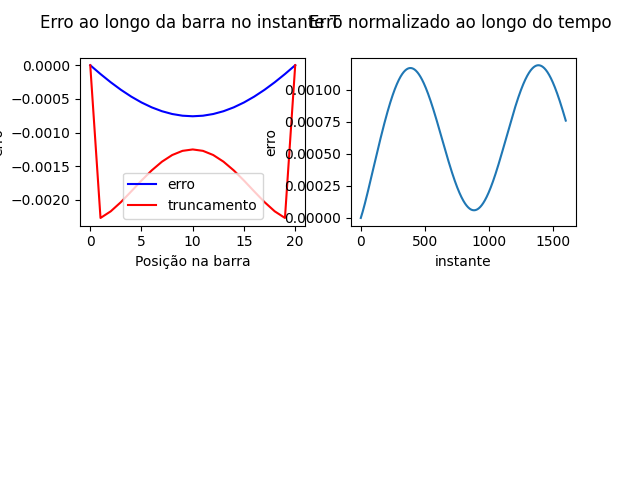 Erro ao longo da barra no instante T
Erro normalizado ao longo do tempo
0.0000
−0.0005
−0.0010
−0.0015
−0.0020
erro
erro
truncamento
0
5
10
15
20
Posição na barra
0.00100
0.00075
0.00050
0.00025
0.00000
erro
0
500
1000
1500
instante